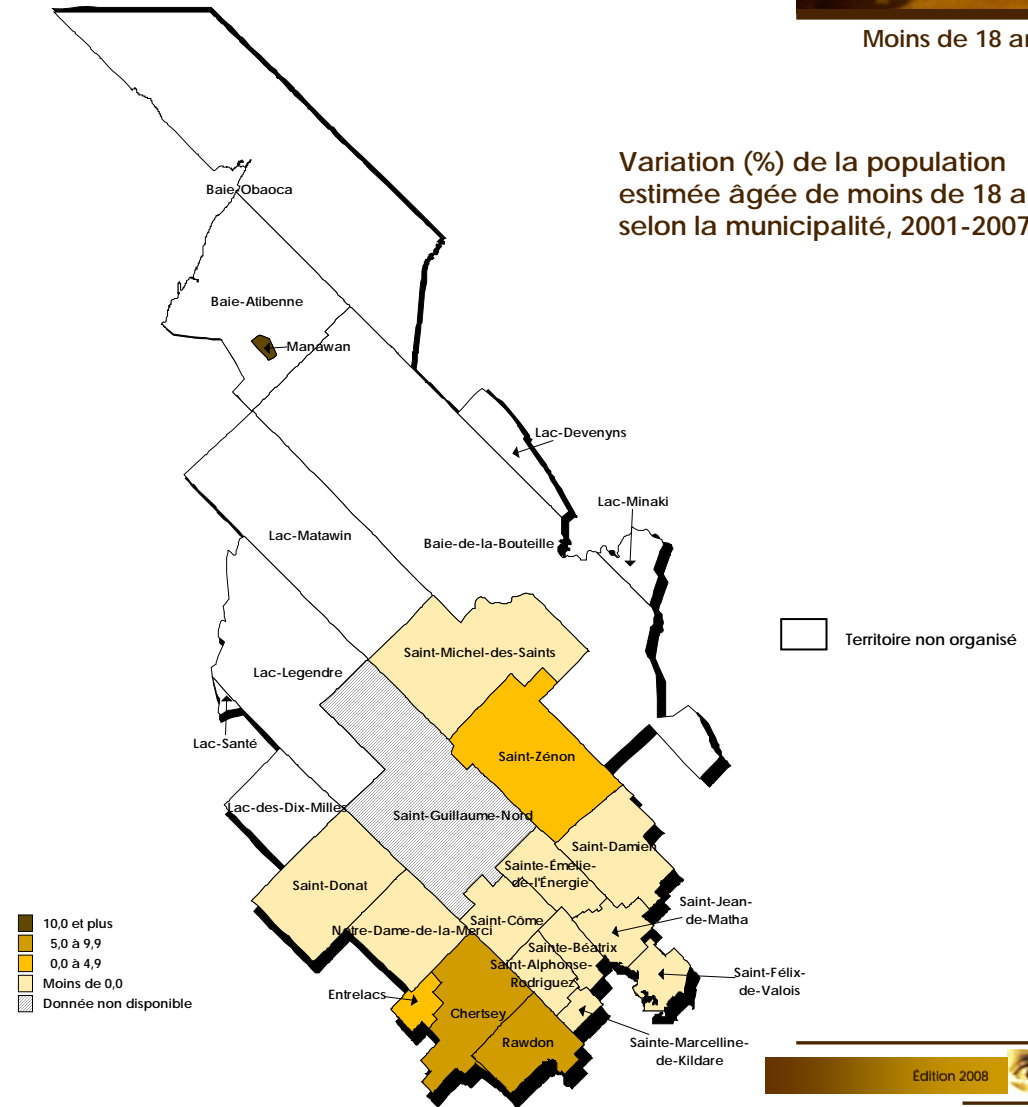 Moins de 18 an
Variation (%) de la population
estimée âgée de moins de 18 a
selon la municipalité, 2001-2007
Baie-Obaoca
Baie-Atibenne
Manawan
Lac-Devenyns
Lac-Minaki
Lac-Matawin
Baie-de-la-Bouteille
Territoire non organisé
Saint-Michel-des-Saints
Lac-Legendre
Lac-Santé
Saint-Zénon
Lac-des-Dix-Milles
Saint-Guillaume-Nord
Saint-Damien
Sainte-Émélie-
de-l'Énergie
Saint-Donat
Saint-Jean-
de-Matha
Saint-Côme
Notre-Dame-de-la-Merci
Sainte-Béatrix
Saint-Alphonse-
Rodriguez
Saint-Félix-
de-Valois
10,0 et plus
5,0 à 9,9
0,0 à 4,9
Moins de 0,0
Donnée non disponible
Entrelacs
Chertsey
Rawdon
Sainte-Marcelline-
de-Kildare
Édition 2008